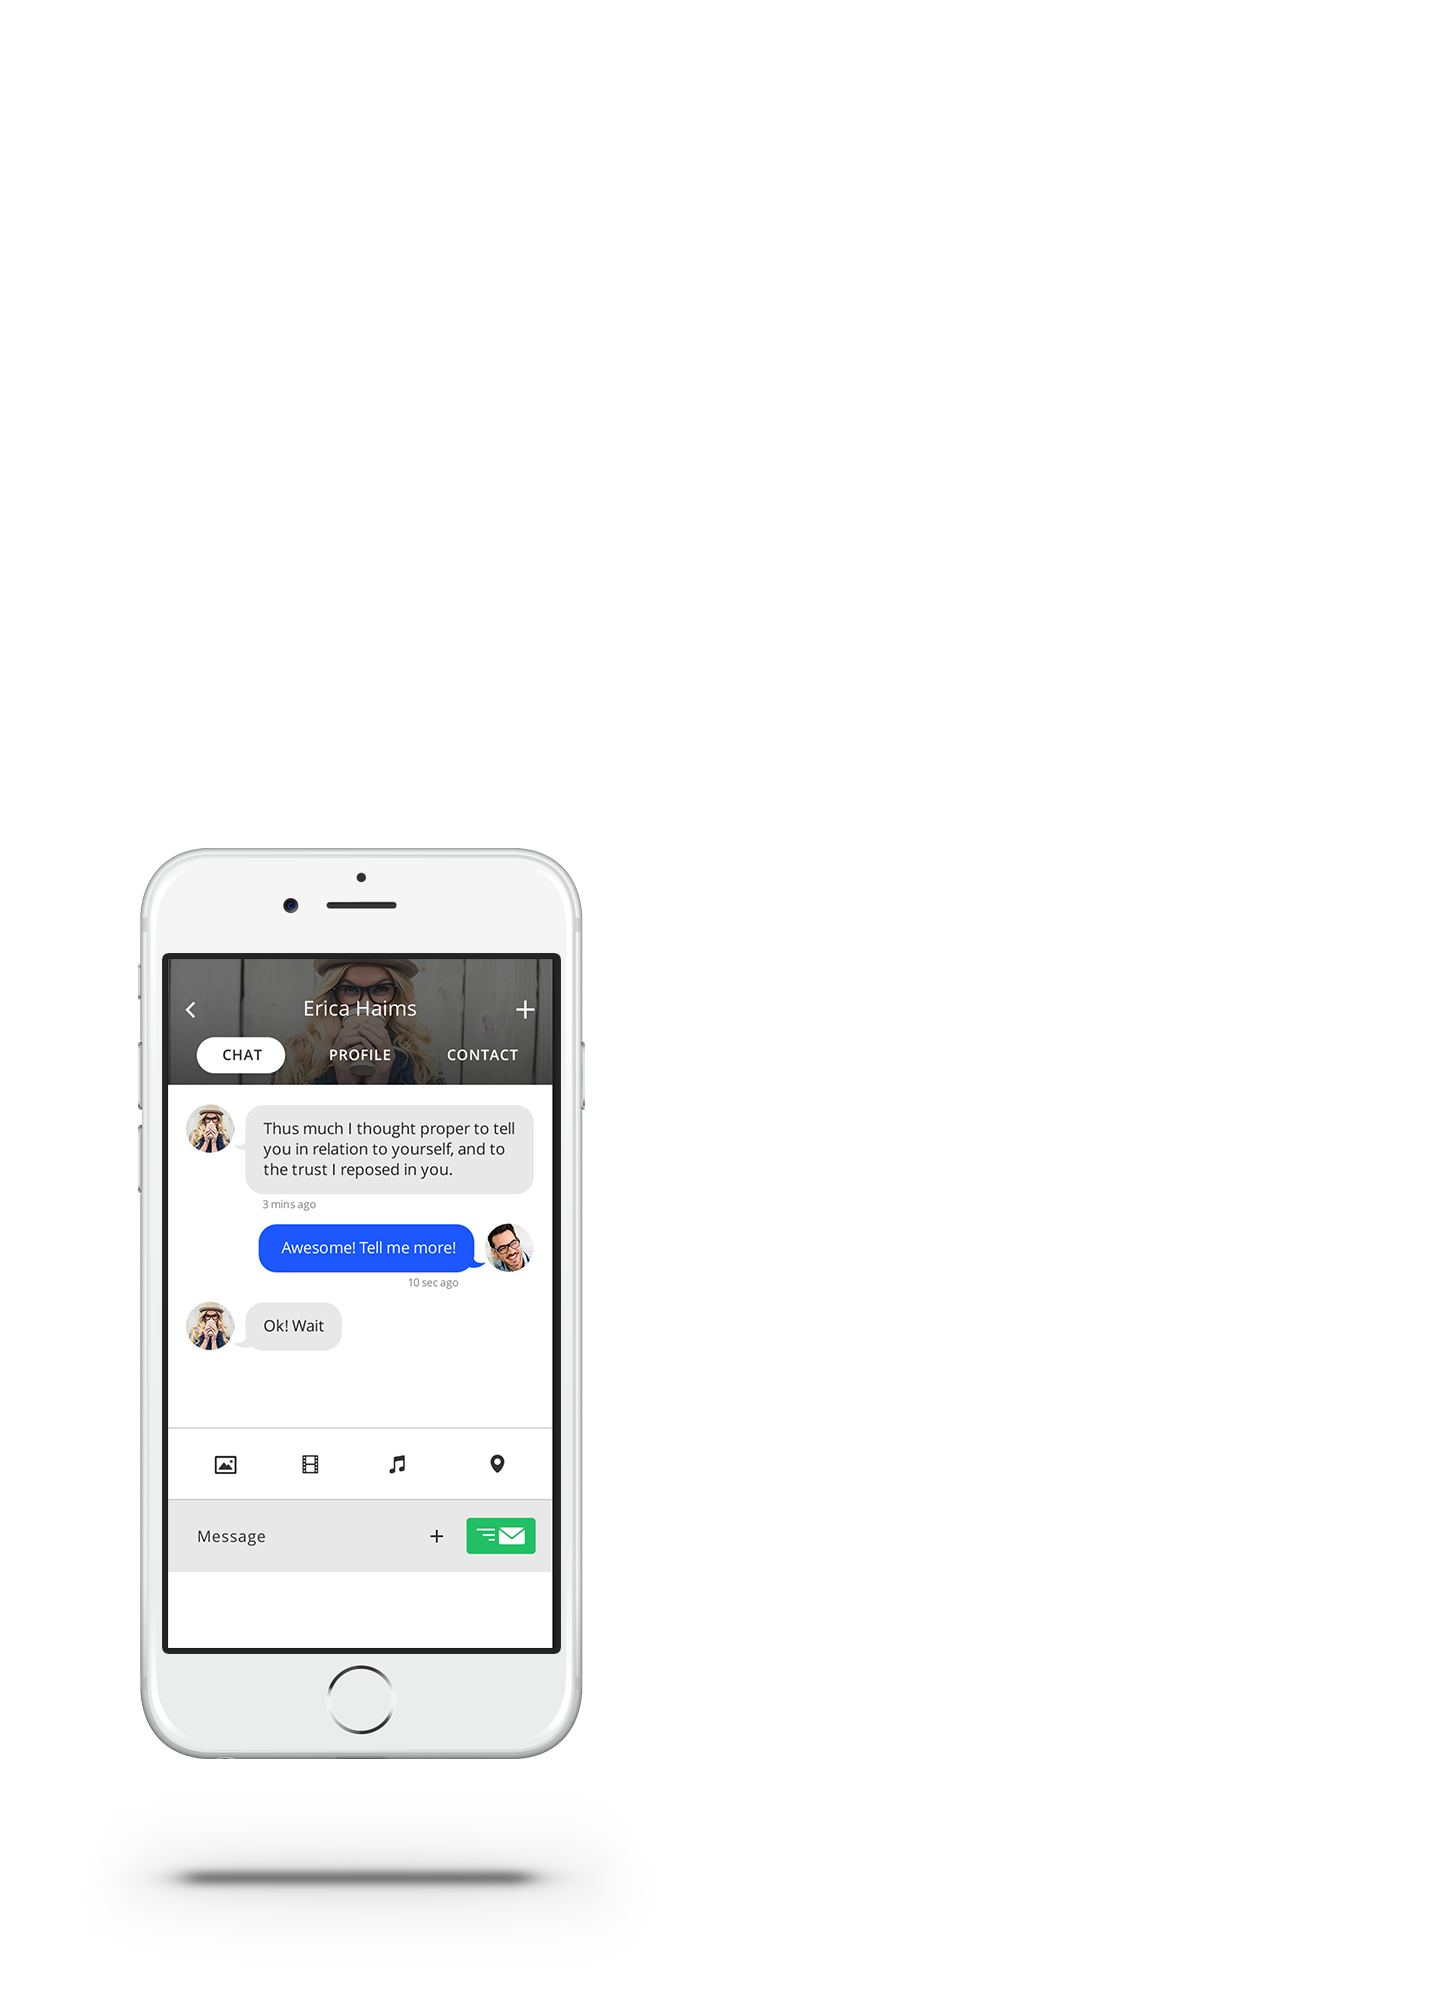 Erica Haims
CHAT PROFILE CONTACT
Thus much I thought proper to tell
you in relation to yourself, and to
the trust I reposed in you.
3 mins ago
Awesome! Tell me more!
10 sec ago
Ok! Wait
Message